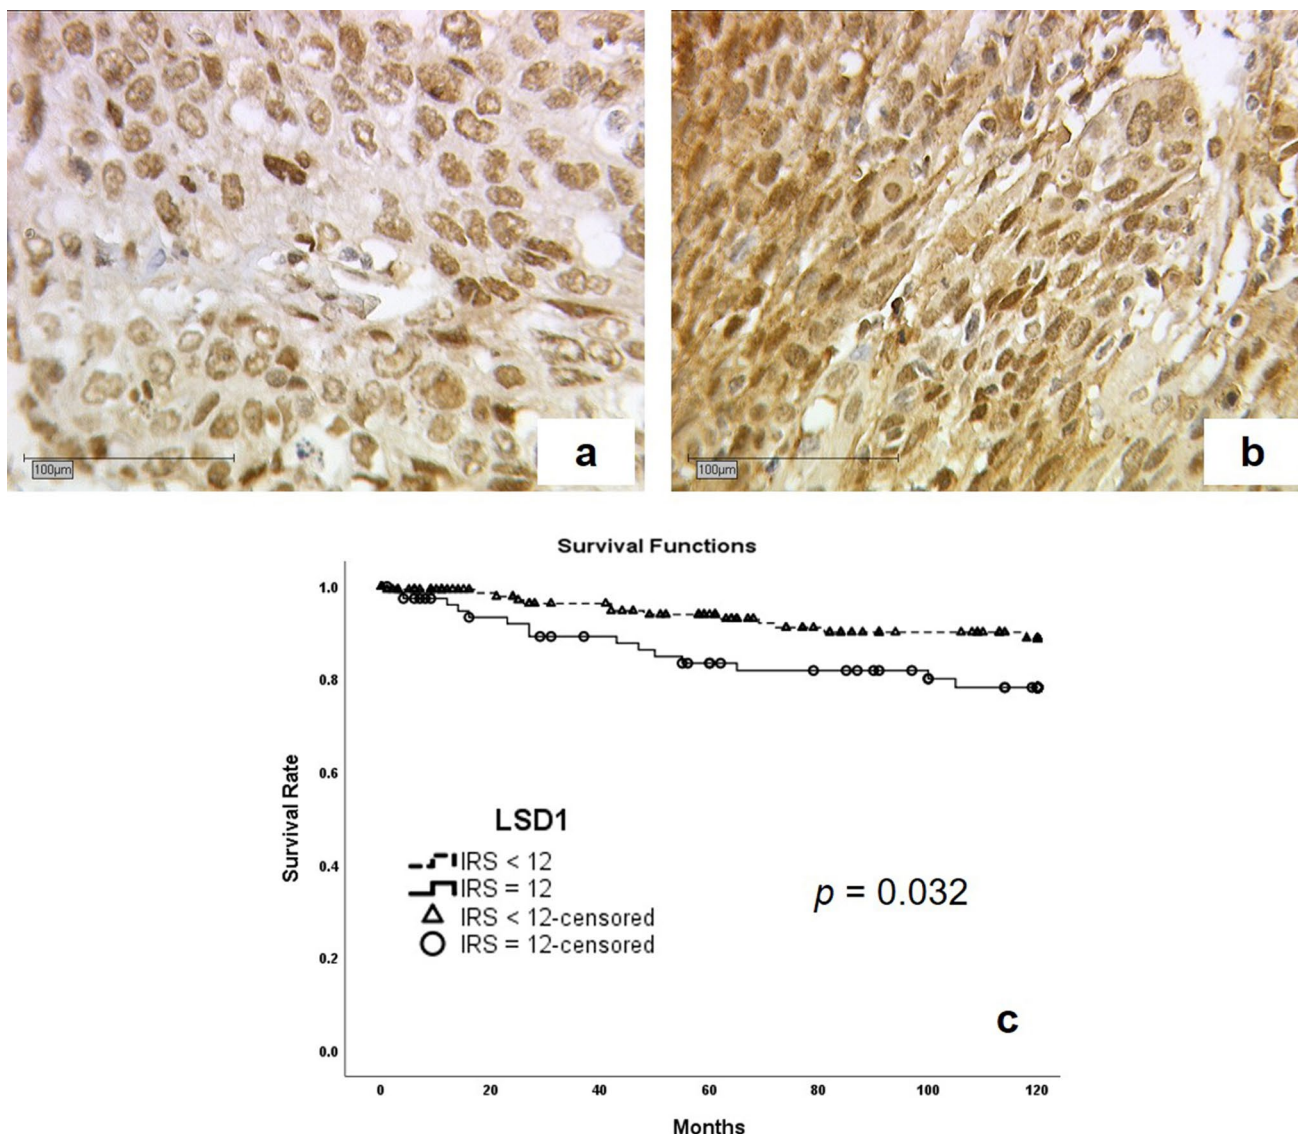 100µm
a
100µm
b
Survival Functions
1.0
0.8
0.6
0.4
0.2
0.0
Survival Rate
LSD1
IRS < 12
IRS = 12
IRS < 12-censored
IRS = 12-censored
p = 0.032
c
0 20 40 60 80 100 120
Months